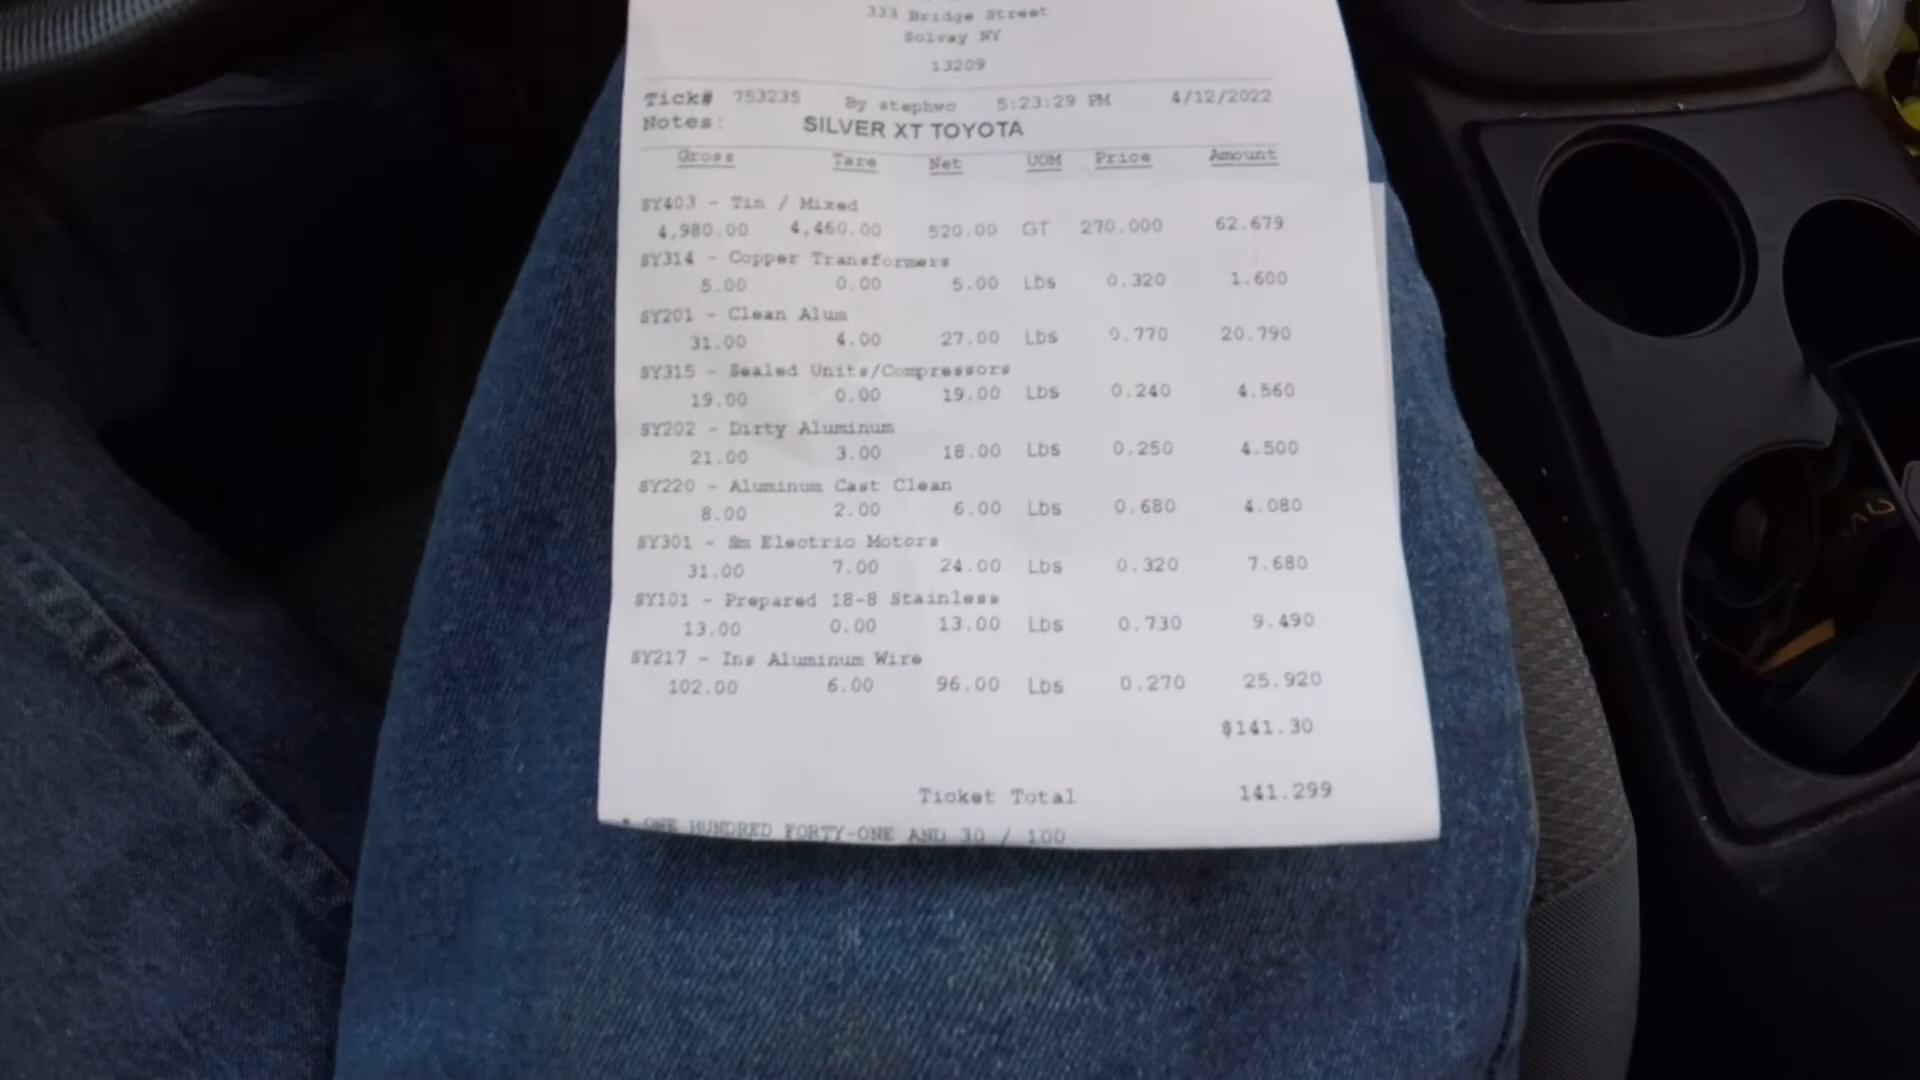 333 Bridge Street
Solvay NY
13209
Tick# 753235 By stephwo 5:23:29 PM 4/12/2022
Notes: SILVER XT TOYOTA
Gross Tare Net UOM Price Amount
SY403 - Tin / Mixed
4,980.00 4,460.00 520.00 GT 270.000 62.679
SY314 - Copper Transformers
5.00 0.00 5.00 Lbs 0.320 1.600
SY201 - Clean Alum
31.00 4.00 27.00 Lbs 0.770 20.790
SY315 - Sealed Units/Compressors
19.00 0.00 19.00 Lbs 0.240 4.560
SY202 - Dirty Aluminum
21.00 3.00 18.00 Lbs 0.250 4.500
SY220 - Aluminum Cast Clean
8.00 2.00 6.00 Lbs 0.680 4.080
SY301 - Sm Electric Motors
31.00 7.00 24.00 Lbs 0.320 7.680
SY101 - Prepared 18-8 Stainless
13.00 0.00 13.00 Lbs 0.730 9.490
SY217 - Ins Aluminum Wire
102.00 6.00 96.00 Lbs 0.270 25.920
$141.30
Ticket Total 141.299
* ONE HUNDRED FORTY-ONE AND 30 / 100